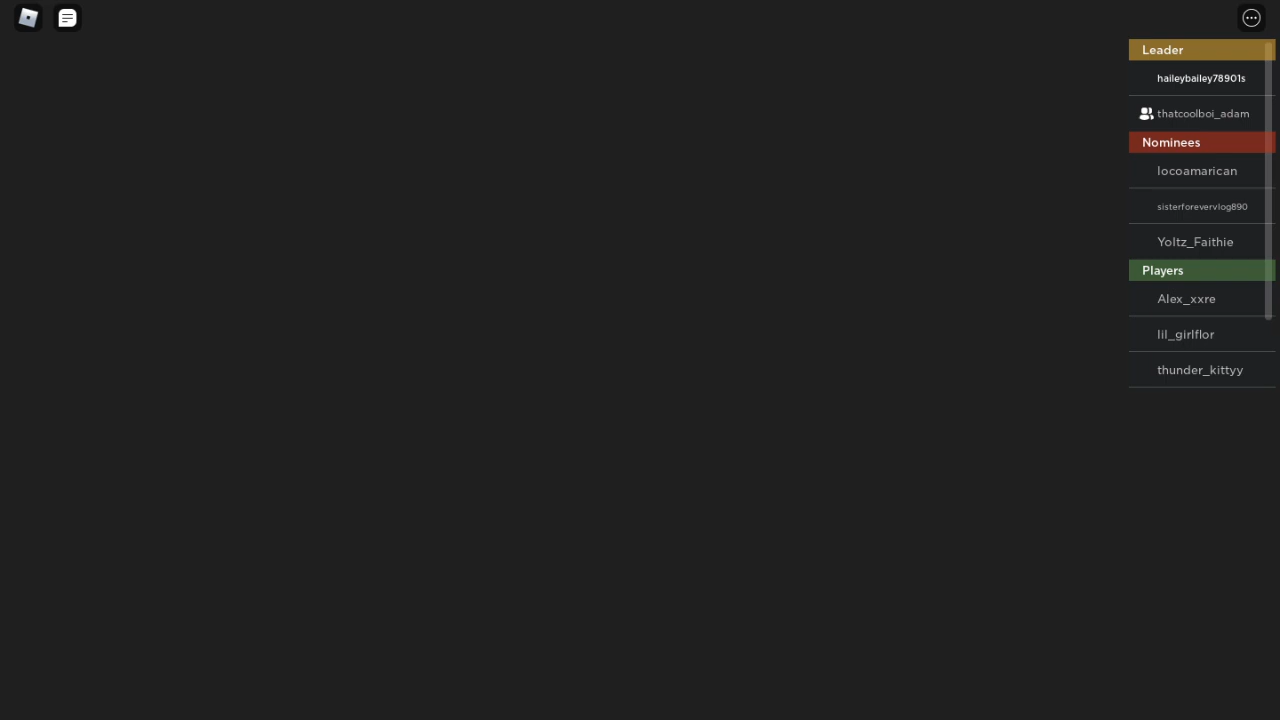 Leader
haileybailey78901s
thatcoolboi_adam
Nominees
locoamarican
sisterforevervlog890
Yoltz_Faithie
Players
Alex_xxre
lil_girlflor
thunder_kittyy